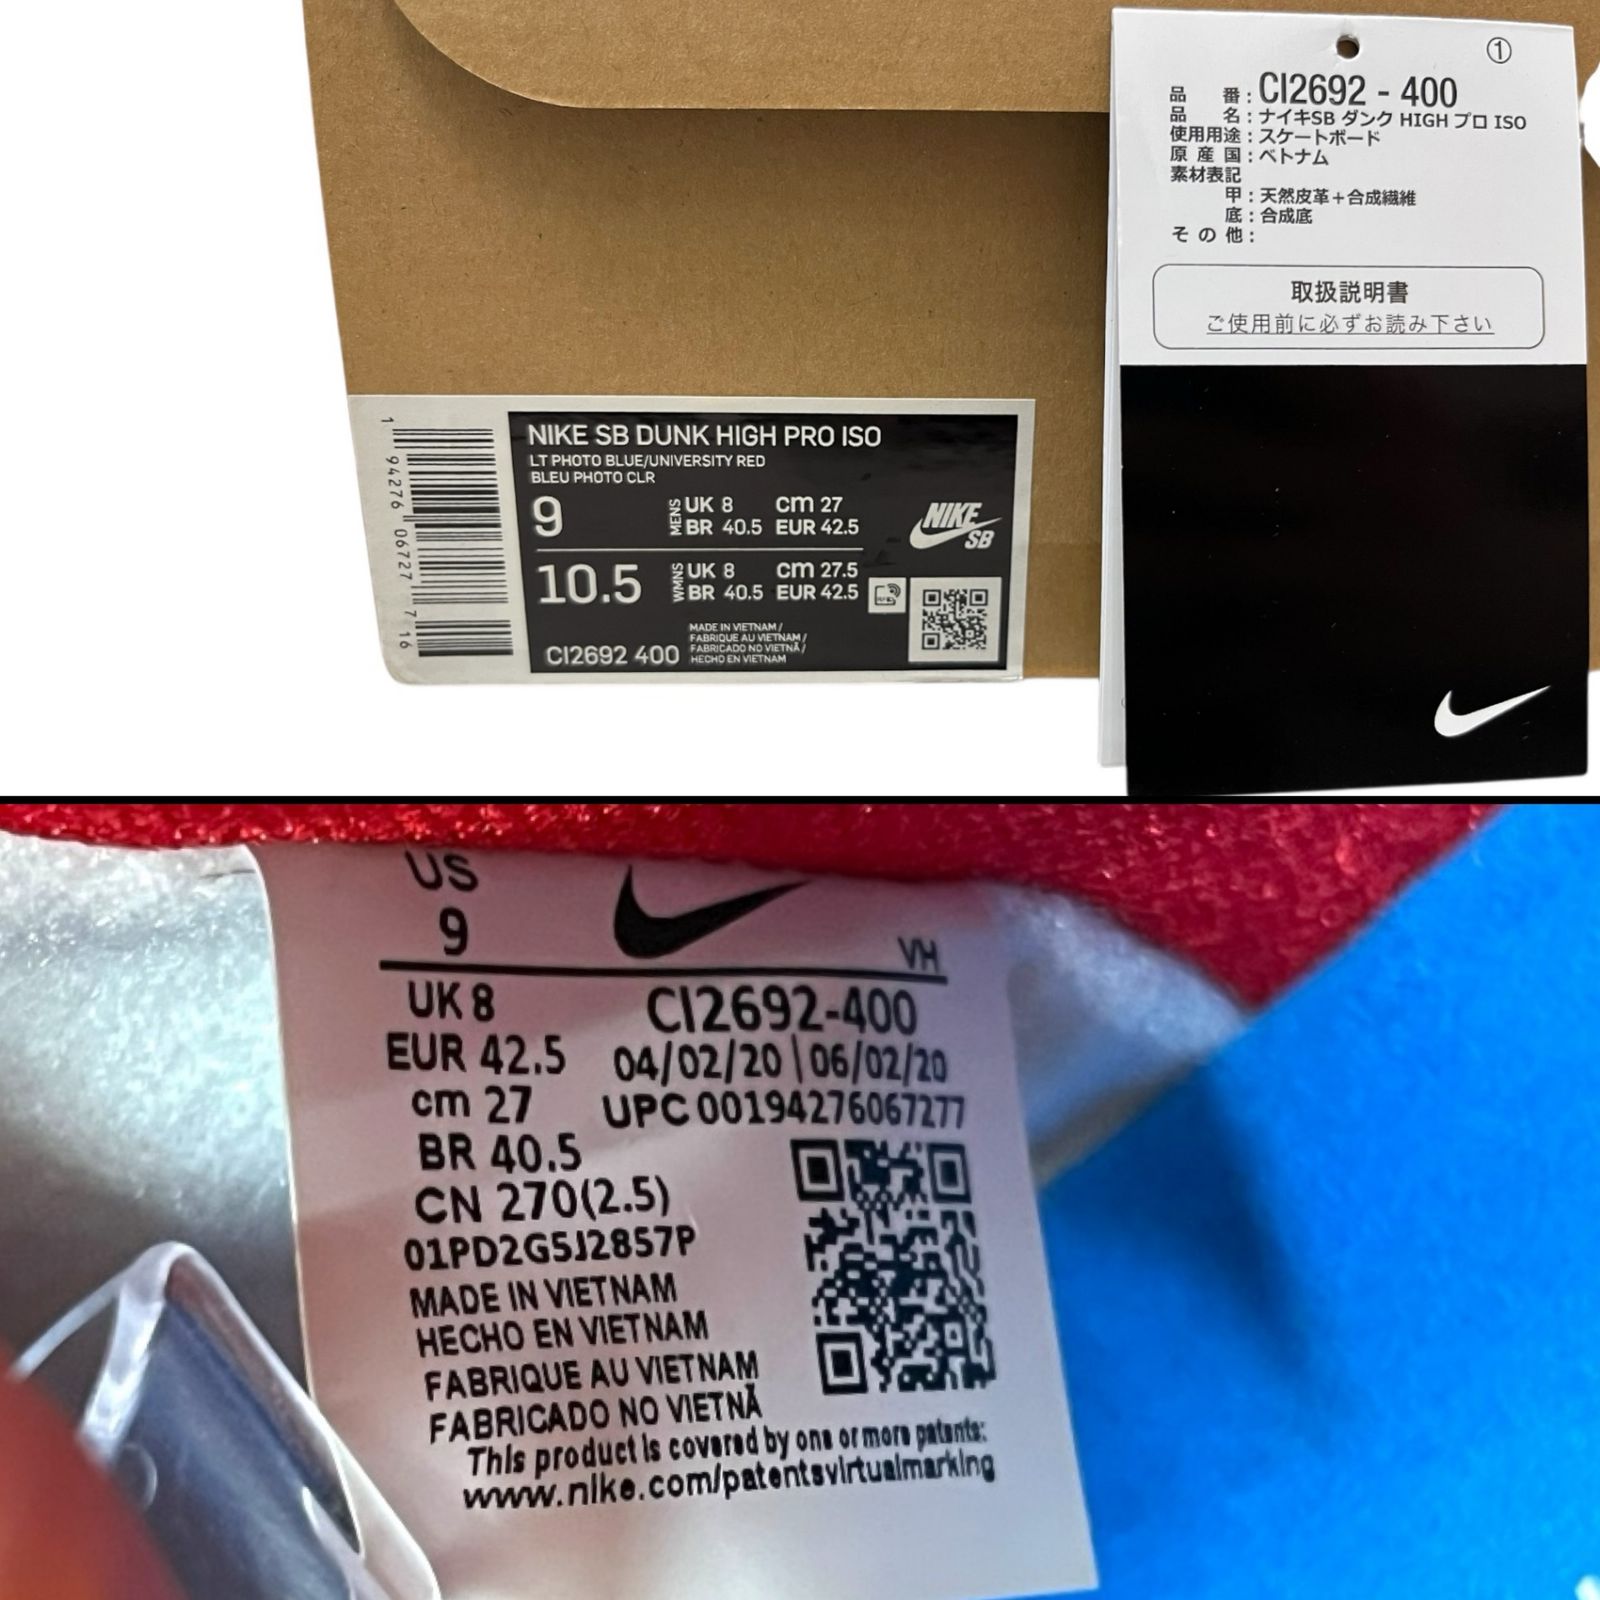 NIKE SB DUNK HIGH PRO ISO
LT PHOTO BLUE/UNIVERSITY RED
BLEU PHOTO CLR
9 MENS UK 8 cm 27
BR 40.5 EUR 42.5
10.5 WMNS UK 8 cm 27.5
BR 40.5 EUR 42.5
CI2692 400
MADE IN VIETNAM /
FABRIQUE AU VIETNAM /
FABRICADO NO VIETNÃ /
HECHO EN VIETNAM
NIKE
SB
1 94276 06727 7 16
①
品番:CI2692 - 400
品名:ナイキSB ダンク HIGH プロ ISO
使用用途:スケートボード
原産国:ベトナム
素材表記
甲:天然皮革+合成繊維
底:合成底
その他:
取扱説明書
ご使用前に必ずお読み下さい
US
9
VH
UK 8
EUR 42.5
cm 27
BR 40.5
CN 270(2.5)
CI2692-400
04/02/20 | 06/02/20
UPC 00194276067277
01PD2G5J2857P
MADE IN VIETNAM
HECHO EN VIETNAM
FABRIQUE AU VIETNAM
FABRICADO NO VIETNÃ
This product is covered by one or more patents:
www.nike.com/patentsvirtualmarking